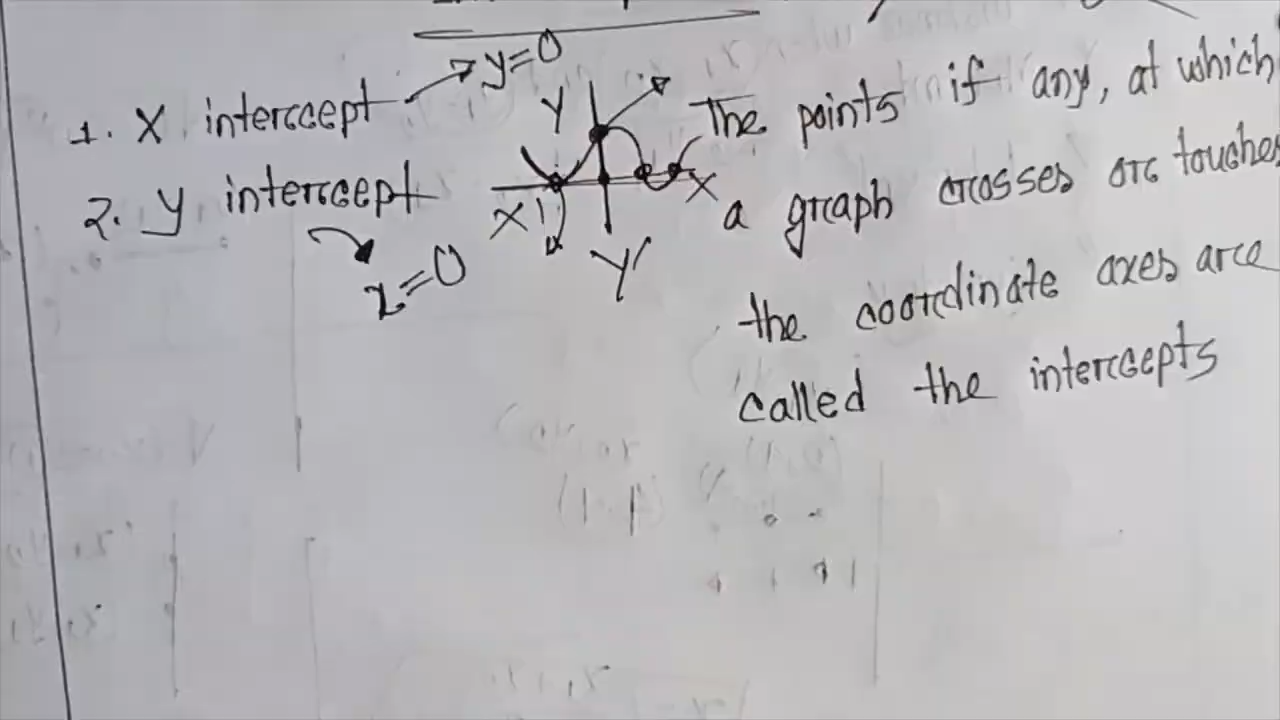 1. X intercept → y=0
2. y intercept
x=0
Y
X
X'
Y'
The points if any, at which
a graph crosses or touches
the coordinate axes are
called the intercepts